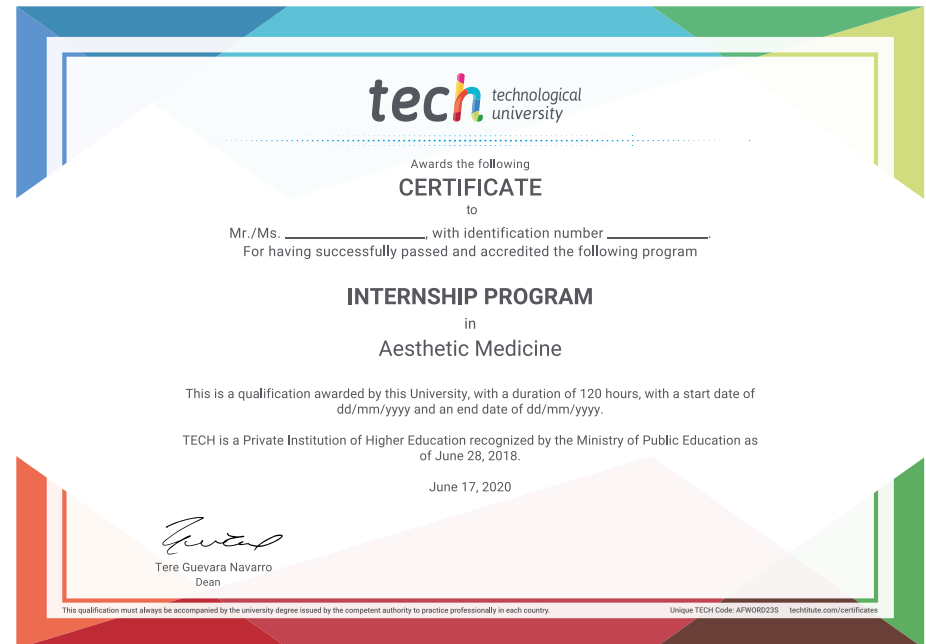 tech technological
university
Awards the following
CERTIFICATE
to
Mr./Ms. ____________________, with identification number ______________.
For having successfully passed and accredited the following program
INTERNSHIP PROGRAM
in
Aesthetic Medicine
This is a qualification awarded by this University, with a duration of 120 hours, with a start date of
dd/mm/yyyy and an end date of dd/mm/yyyy.
TECH is a Private Institution of Higher Education recognized by the Ministry of Public Education as
of June 28, 2018.
June 17, 2020
Tere Guevara Navarro
Dean
This qualification must always be accompanied by the university degree issued by the competent authority to practice professionally in each country.
Unique TECH Code: AFWORD23S techtitute.com/certificates